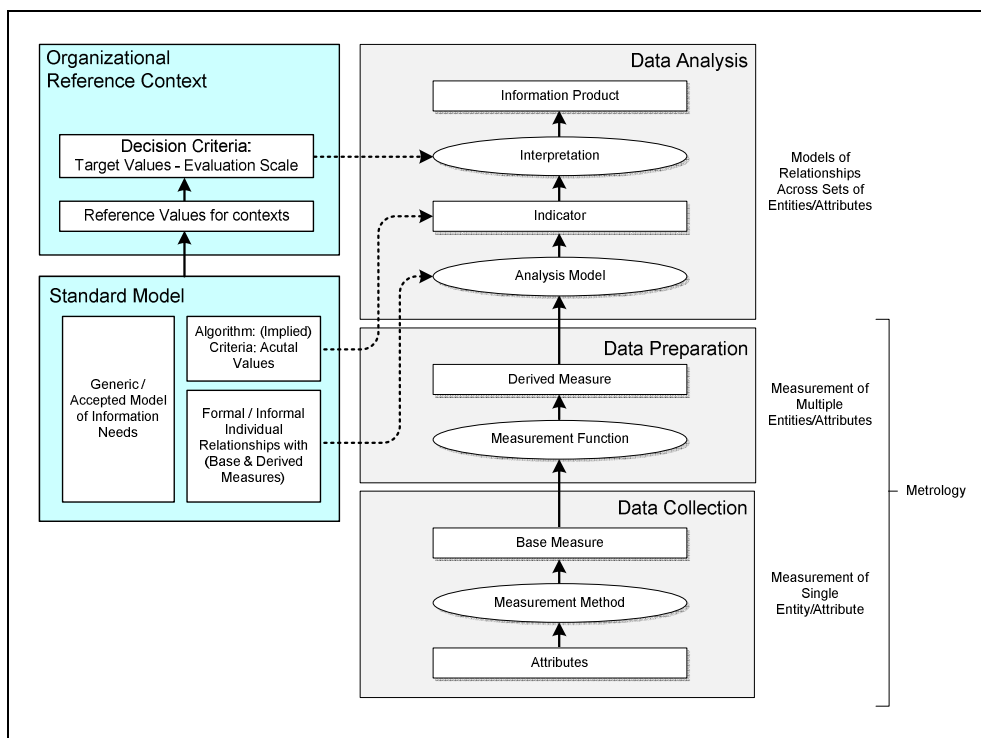 Organizational
Reference Context
Decision Criteria:
Target Values – Evaluation Scale
Reference Values for contexts
Standard Model
Generic /
Accepted Model
of Information
Needs
Algorithm: (Implied)
Criteria: Acutal
Values
Formal / Informal
Individual
Relationships with
(Base & Derived
Measures)
Data Analysis
Information Product
Interpretation
Indicator
Analysis Model
Data Preparation
Derived Measure
Measurement Function
Data Collection
Base Measure
Measurement Method
Attributes
Models of
Relationships
Across Sets of
Entities/Attributes
Measurement of
Multiple
Entities/Attributes
Measurement of
Single
Entity/Attribute
Metrology